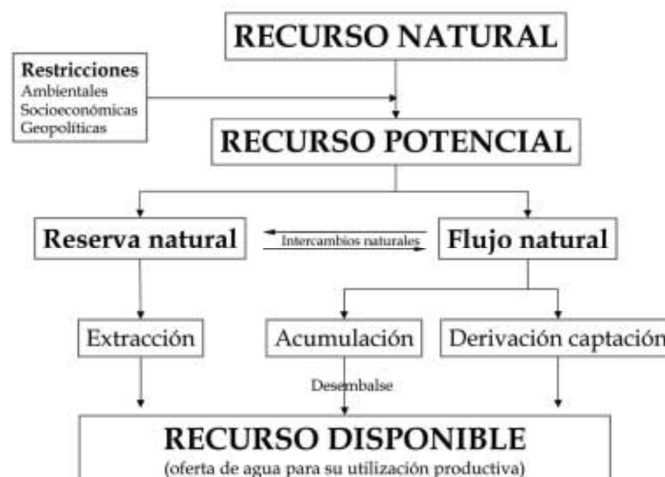 RECURSO NATURAL
Restricciones
Ambientales
Socioeconómicas
Geopolíticas
RECURSO POTENCIAL
Reserva natural
Intercambios naturales
Flujo natural
Extracción
Acumulación
Derivación captación
Desembalse
RECURSO DISPONIBLE
(oferta de agua para su utilización productiva)